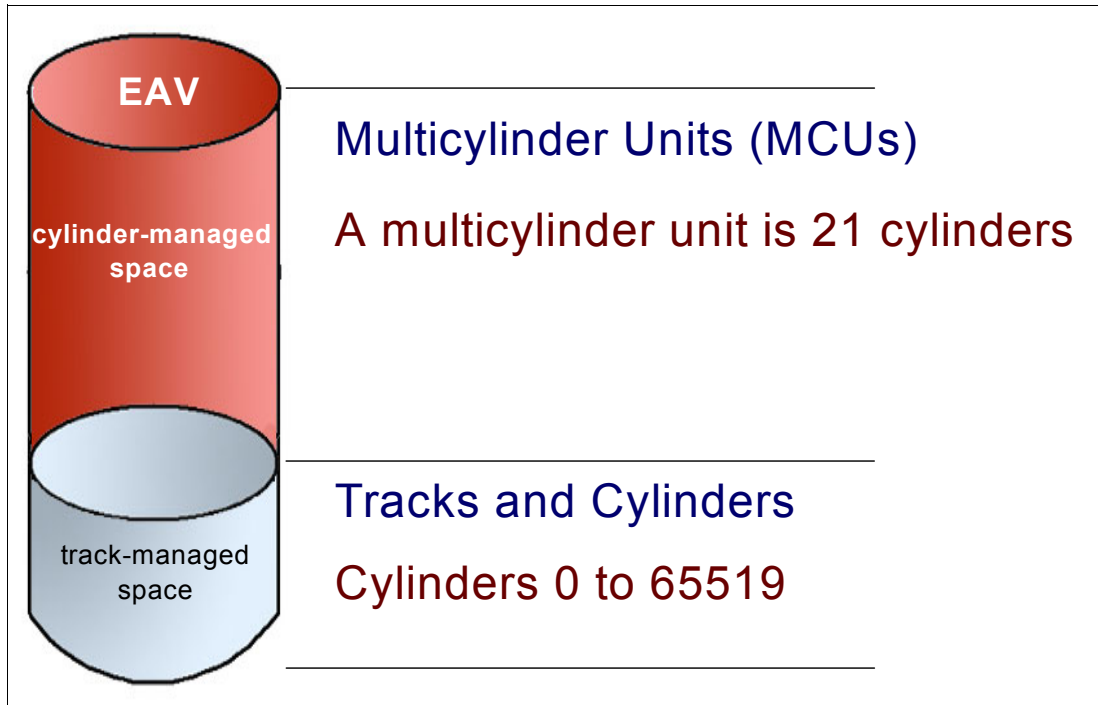 EAV
Multicylinder Units (MCUs)
A multicylinder unit is 21 cylinders
cylinder-managed
space
Tracks and Cylinders
Cylinders 0 to 65519
track-managed
space